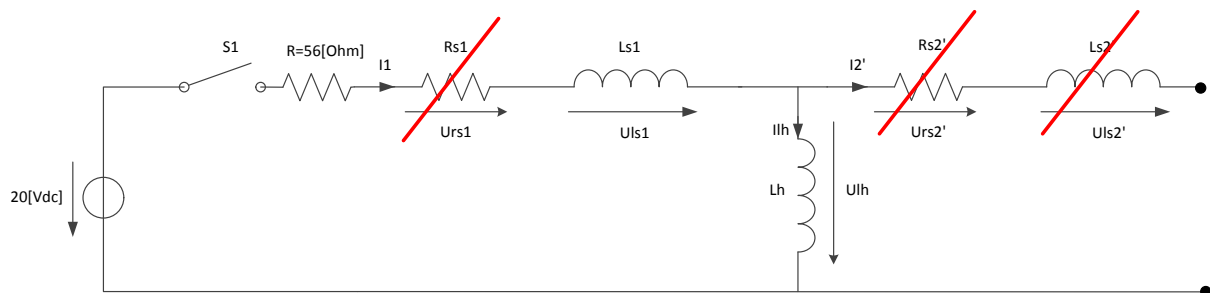 S1
R=56[Ohm]
I1
Rs1
Urs1
Ls1
Uls1
I2'
Rs2'
Urs2'
Ls2'
Uls2'
Ilh
Lh
Ulh
20[Vdc]